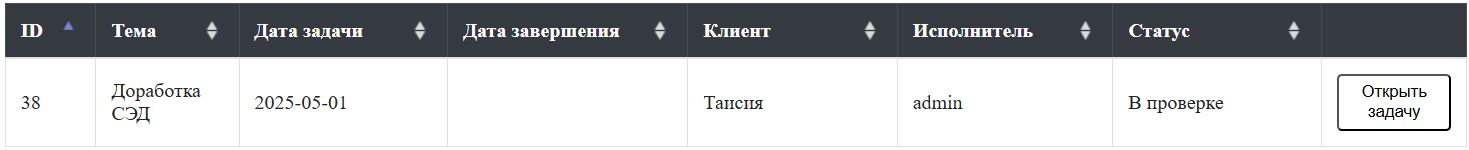 ID Тема Дата задачи Дата завершения Клиент Исполнитель Статус
38 Доработка СЭД 2025-05-01 Таисия admin В проверке Открыть задачу